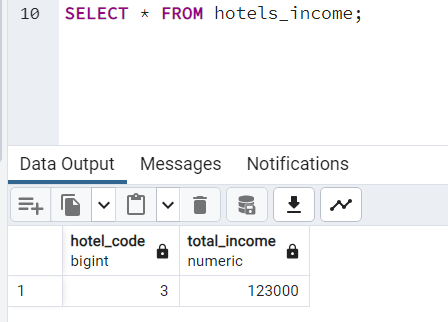 10 SELECT * FROM hotels_income;
Data Output Messages Notifications
hotel_code total_income
bigint numeric
1 3 123000